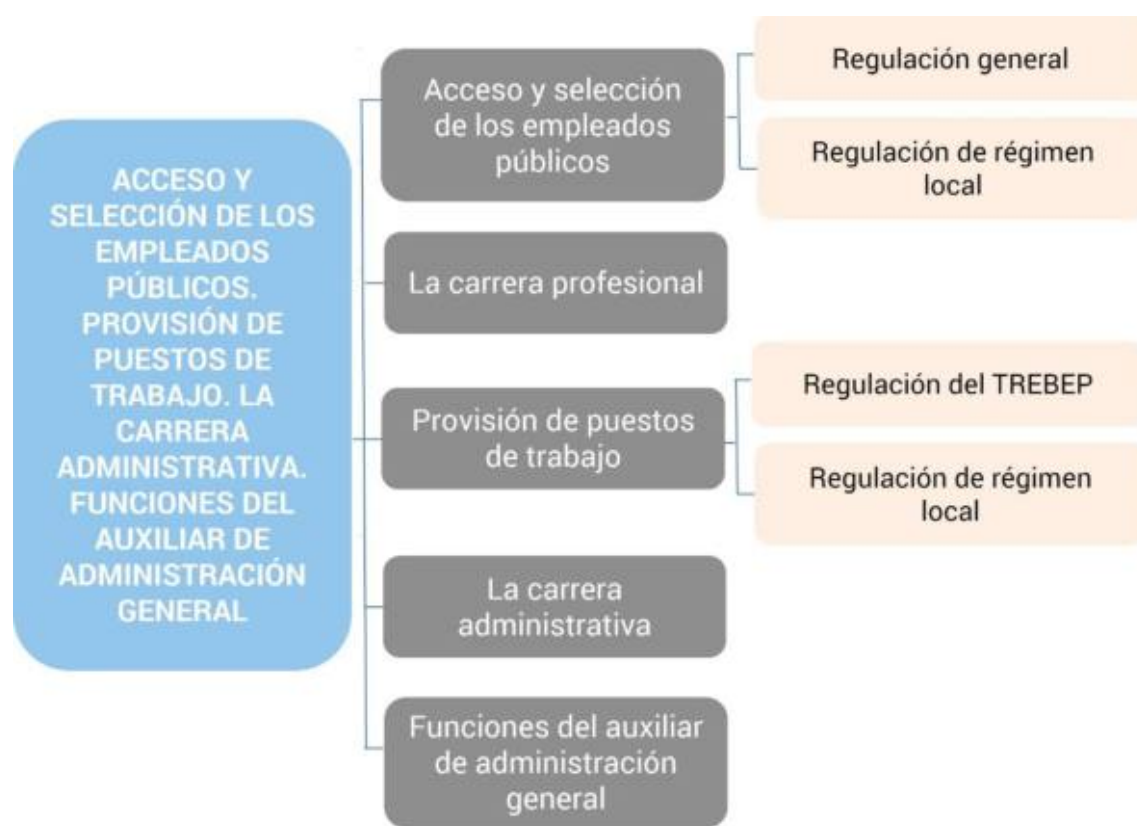 ACCESO Y
SELECCIÓN DE LOS
EMPLEADOS
PÚBLICOS.
PROVISIÓN DE
PUESTOS DE
TRABAJO. LA
CARRERA
ADMINISTRATIVA.
FUNCIONES DEL
AUXILIAR DE
ADMINISTRACIÓN
GENERAL
Acceso y selección
de los empleados
públicos
Regulación general
Regulación de régimen
local
La carrera profesional
Provisión de puestos
de trabajo
Regulación del TREBEP
Regulación de régimen
local
La carrera
administrativa
Funciones del auxiliar
de administración
general